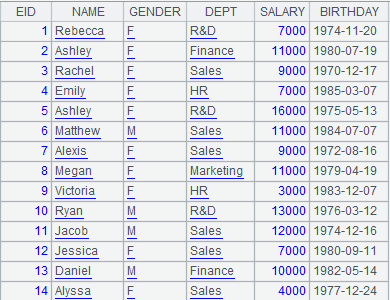 EID NAME GENDER DEPT SALARY BIRTHDAY
1 Rebecca F R&D 7000 1974-11-20
2 Ashley F Finance 11000 1980-07-19
3 Rachel F Sales 9000 1970-12-17
4 Emily F HR 7000 1985-03-07
5 Ashley F R&D 16000 1975-05-13
6 Matthew M Sales 11000 1984-07-07
7 Alexis F Sales 9000 1972-08-16
8 Megan F Marketing 11000 1979-04-19
9 Victoria F HR 3000 1983-12-07
10 Ryan M R&D 13000 1976-03-12
11 Jacob M Sales 12000 1974-12-16
12 Jessica F Sales 7000 1980-09-11
13 Daniel M Finance 10000 1982-05-14
14 Alyssa F Sales 4000 1977-12-24